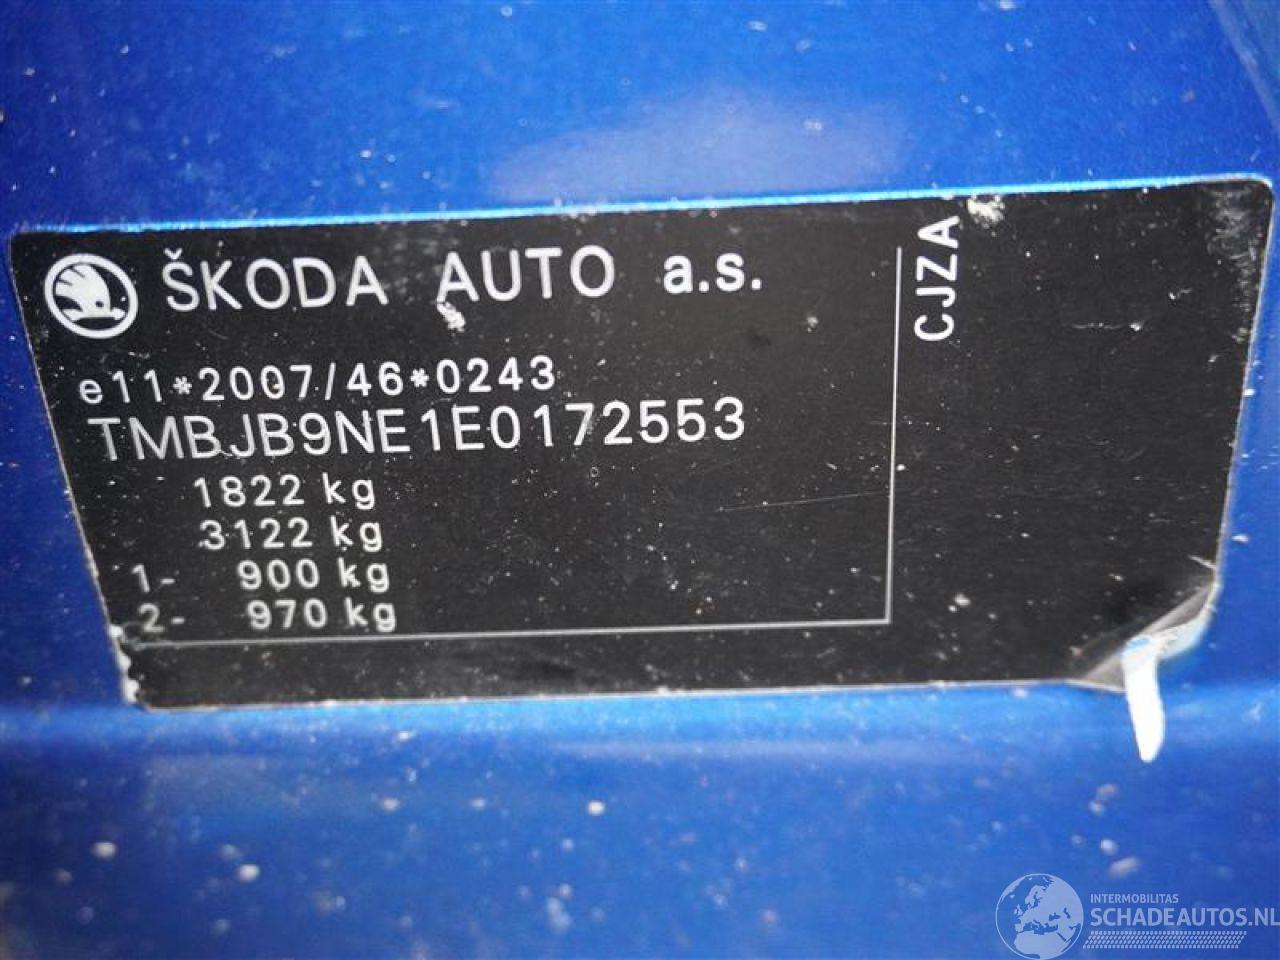 ŠKODA AUTO a.s.
e11*2007/46*0243
TMBJB9NE1E0172553
1822 kg
3122 kg
1- 900 kg
2- 970 kg
CJZA
INTERMOBILITAS
SCHADEAUTOS.NL